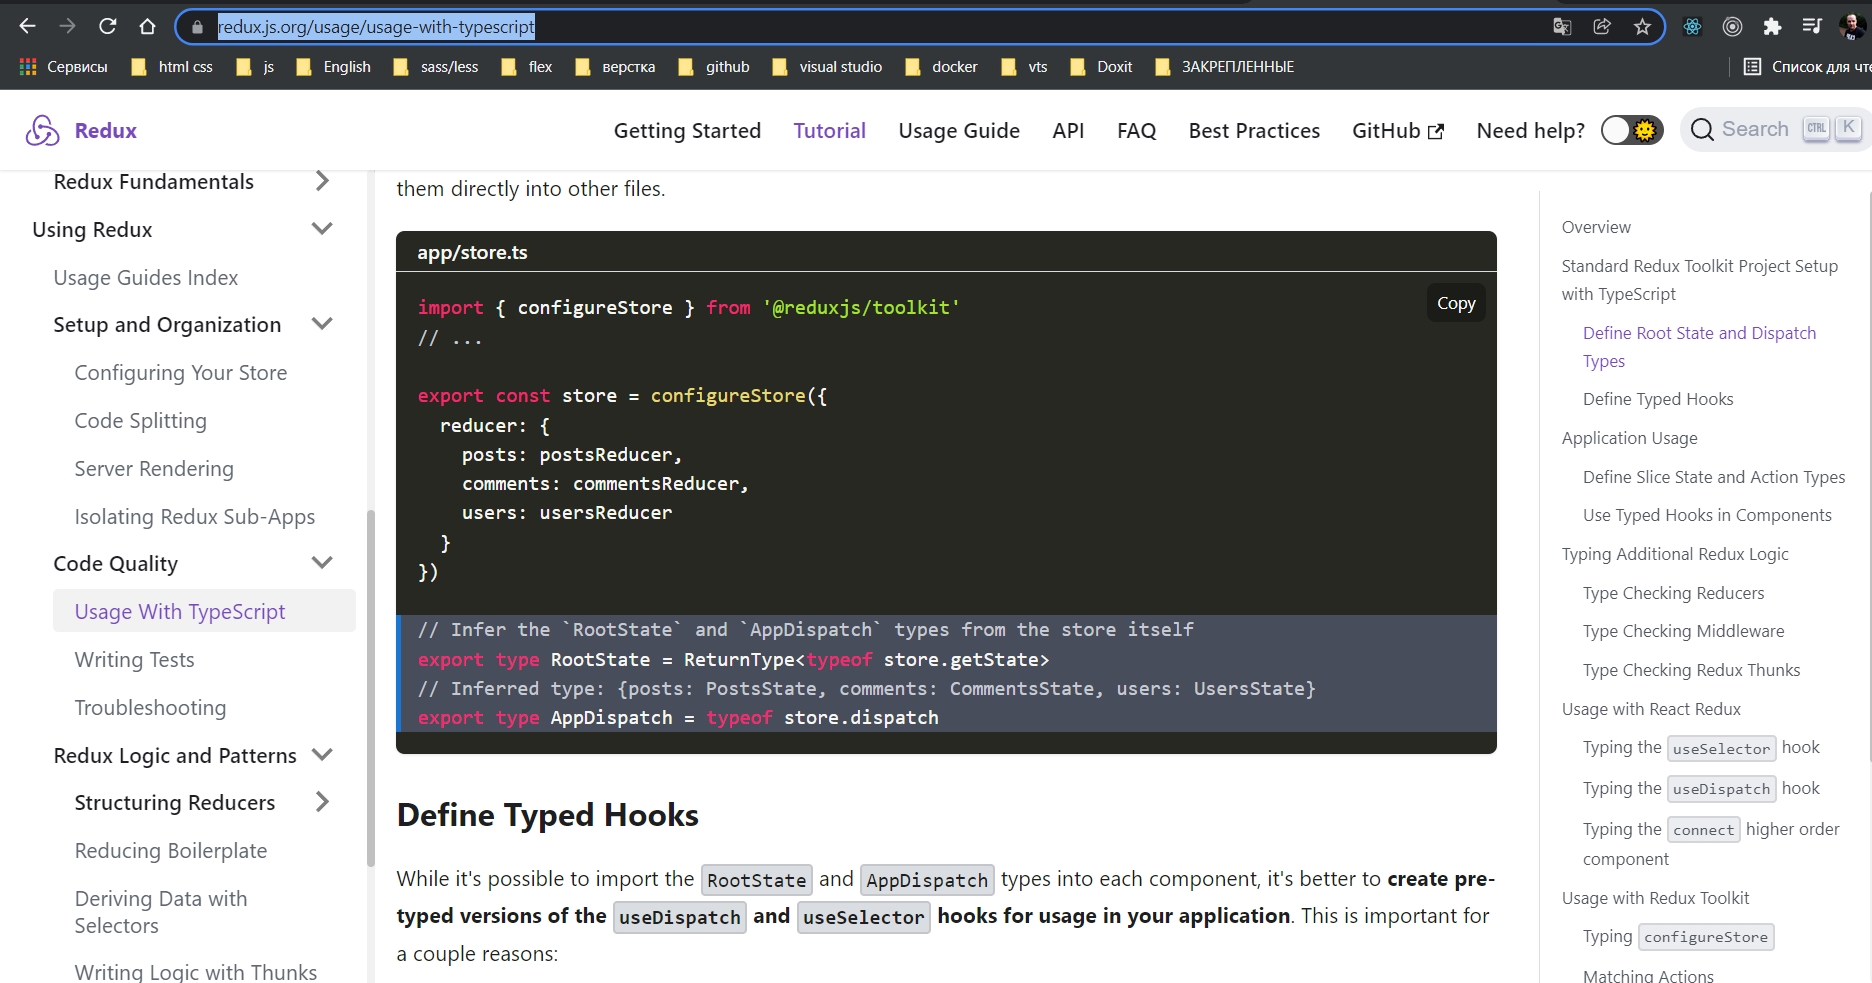 redux.js.org/usage/usage-with-typescript
Сервисы html css js English sass/less flex верстка github visual studio docker vts Doxit ЗАКРЕПЛЕННЫЕ Список для чте
Redux Getting Started Tutorial Usage Guide API FAQ Best Practices GitHub Need help? Search CTRL K
Redux Fundamentals
Using Redux
Usage Guides Index
Setup and Organization
Configuring Your Store
Code Splitting
Server Rendering
Isolating Redux Sub-Apps
Code Quality
Usage With TypeScript
Writing Tests
Troubleshooting
Redux Logic and Patterns
Structuring Reducers
Reducing Boilerplate
Deriving Data with
Selectors
Writing Logic with Thunks
them directly into other files.
app/store.ts
Copy
import { configureStore } from '@reduxjs/toolkit'
// ...
export const store = configureStore({
reducer: {
posts: postsReducer,
comments: commentsReducer,
users: usersReducer
}
})
// Infer the `RootState` and `AppDispatch` types from the store itself
export type RootState = ReturnType<typeof store.getState>
// Inferred type: {posts: PostsState, comments: CommentsState, users: UsersState}
export type AppDispatch = typeof store.dispatch
Define Typed Hooks
While it's possible to import the RootState and AppDispatch types into each component, it's better to create pre-
typed versions of the useDispatch and useSelector hooks for usage in your application. This is important for
a couple reasons:
Overview
Standard Redux Toolkit Project Setup
with TypeScript
Define Root State and Dispatch
Types
Define Typed Hooks
Application Usage
Define Slice State and Action Types
Use Typed Hooks in Components
Typing Additional Redux Logic
Type Checking Reducers
Type Checking Middleware
Type Checking Redux Thunks
Usage with React Redux
Typing the useSelector hook
Typing the useDispatch hook
Typing the connect higher order
component
Usage with Redux Toolkit
Typing configureStore
Matching Actions